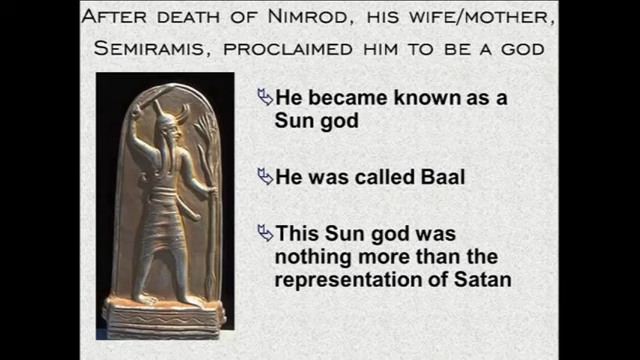 After death of Nimrod, his wife/mother,
Semiramis, proclaimed him to be a god
He became known as a
Sun god
He was called Baal
This Sun god was
nothing more than the
representation of Satan